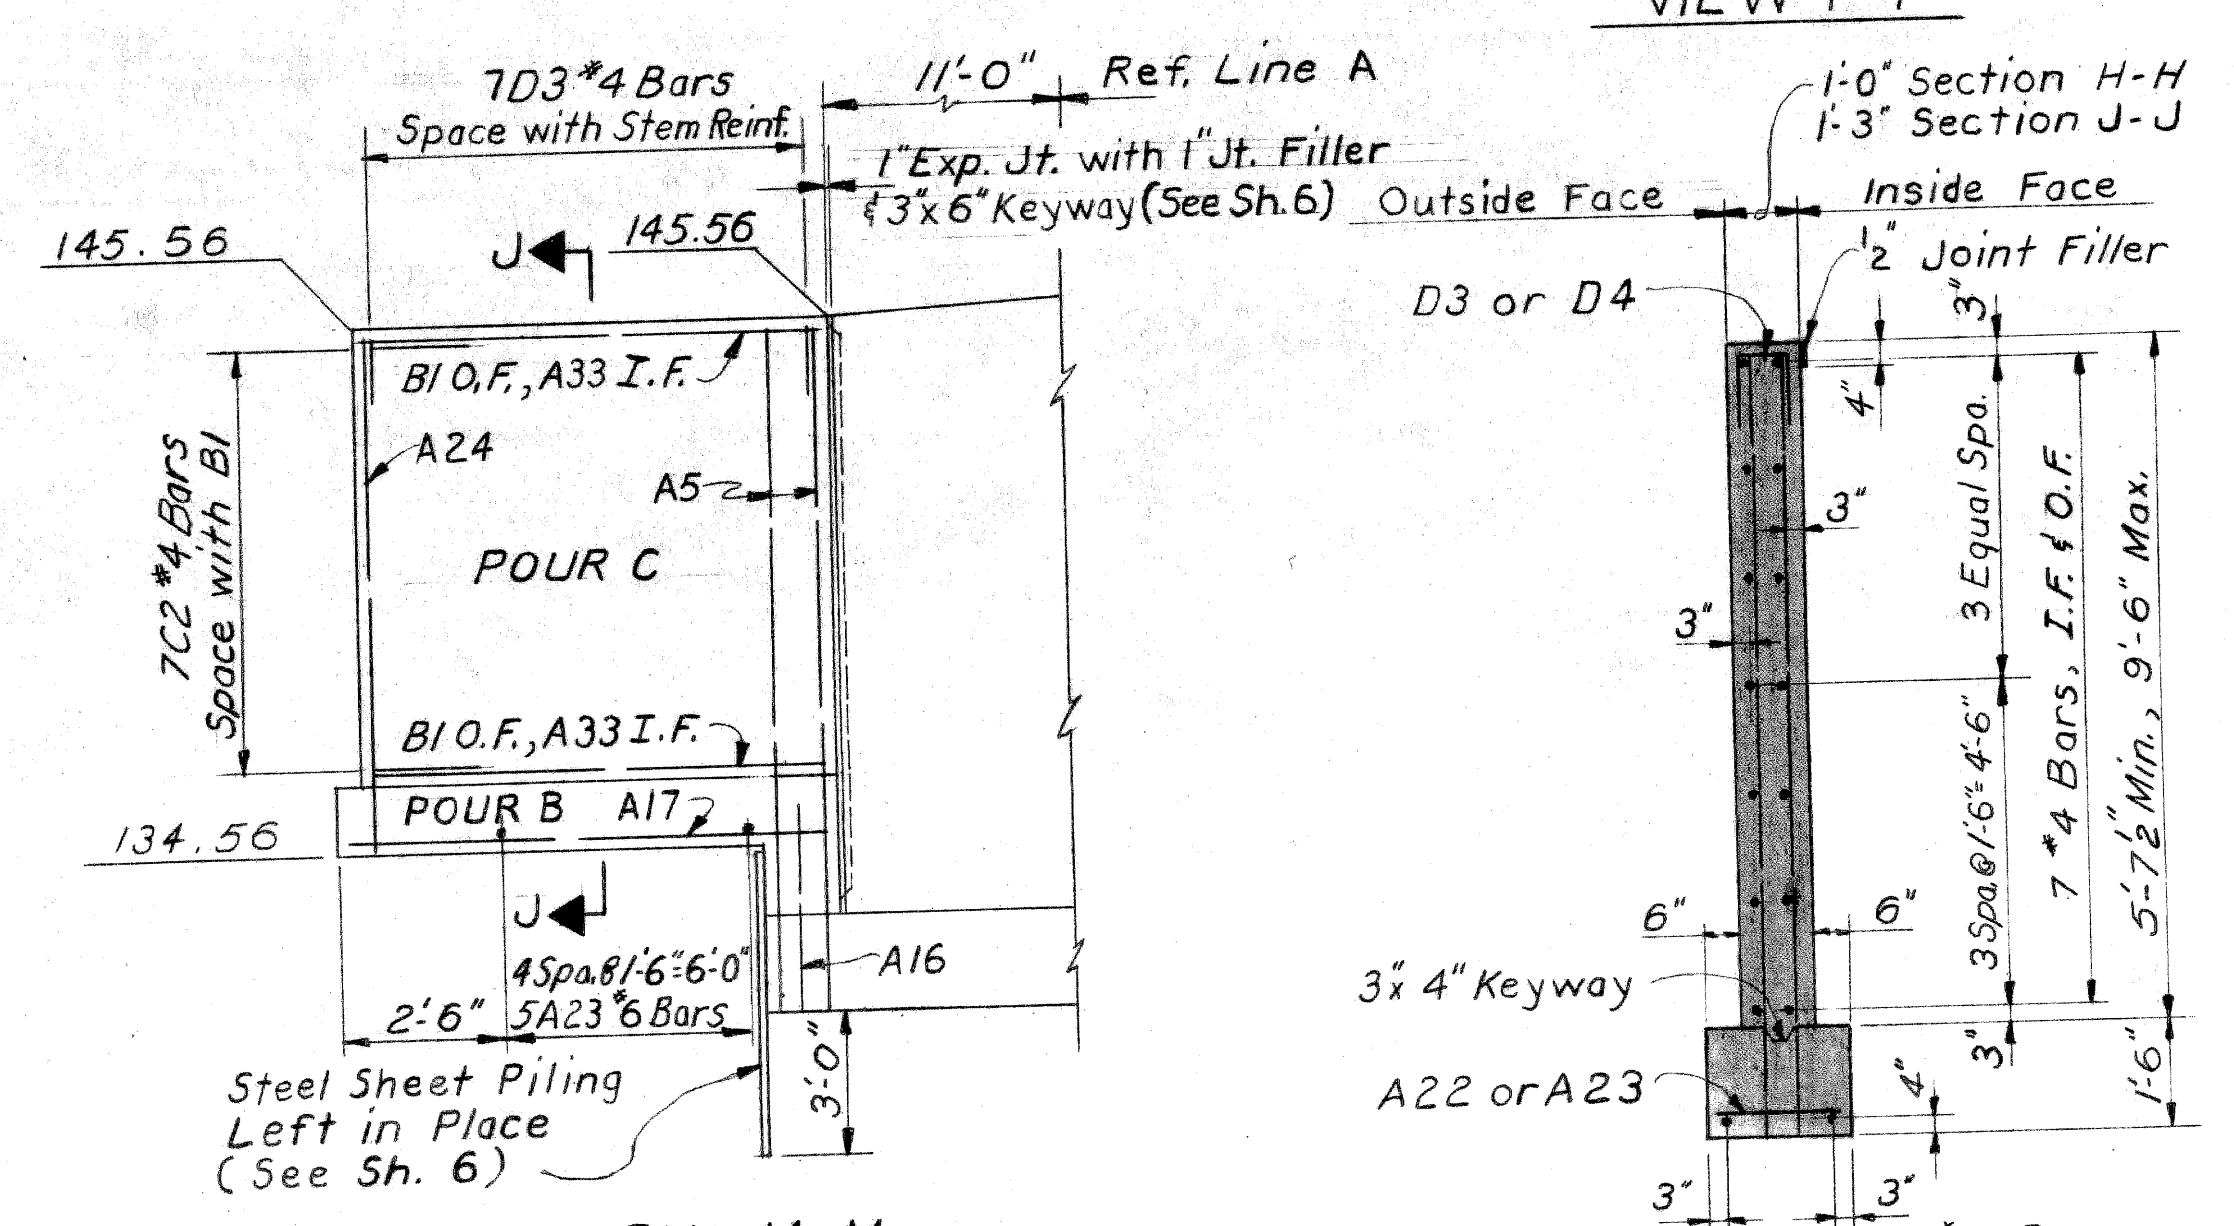 7D3 #4 Bars
Space with Stem Reinf.
11'-0"
Ref. Line A
1" Exp. Jt. with 1" Jt. Filler
& 3" x 6" Keyway (See Sh. 6)
145.56
J
145.56
B1 O.F., A33 I.F.
7C2 #4 Bars
Space with B1
A24
A5
POUR C
B1 O.F., A33 I.F.
POUR B
A17
134.56
J
4 Spa. @ 1'-6" = 6'-0"
5A23 #6 Bars
2'-6"
A16
3'-0"
Steel Sheet Piling
Left in Place
(See Sh. 6)
1'-0" Section H-H
1'-3" Section J-J
Outside Face
Inside Face
1/2" Joint Filler
D3 or D4
3"
4"
3"
3"
3 Equal Spa.
3 Spa. @ 1'-6" = 4'-6"
7 #4 Bars, I.F. & O.F.
5'-7 1/2" Min., 9'-6" Max.
6"
6"
3" x 4" Keyway
3"
A22 or A23
4"
1'-6"
3"
3"